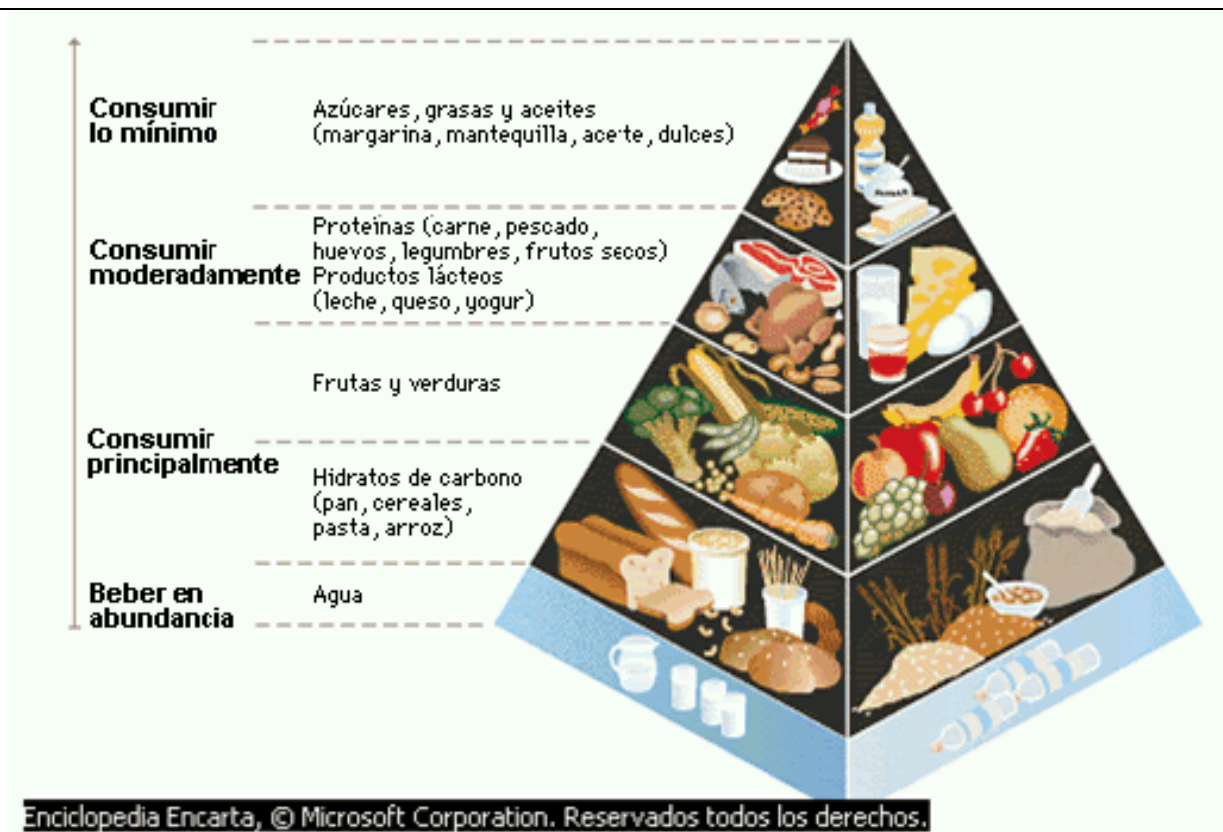 Consumir
lo mínimo
Azúcares, grasas y aceites
(margarina, mantequilla, aceite, dulces)
Consumir
moderadamente
Proteínas (carne, pescado,
huevos, legumbres, frutos secos)
Productos lácteos
(leche, queso, yogur)
Frutas y verduras
Consumir
principalmente
Hidratos de carbono
(pan, cereales,
pasta, arroz)
Beber en
abundancia
Agua
Enciclopedia Encarta, © Microsoft Corporation. Reservados todos los derechos.